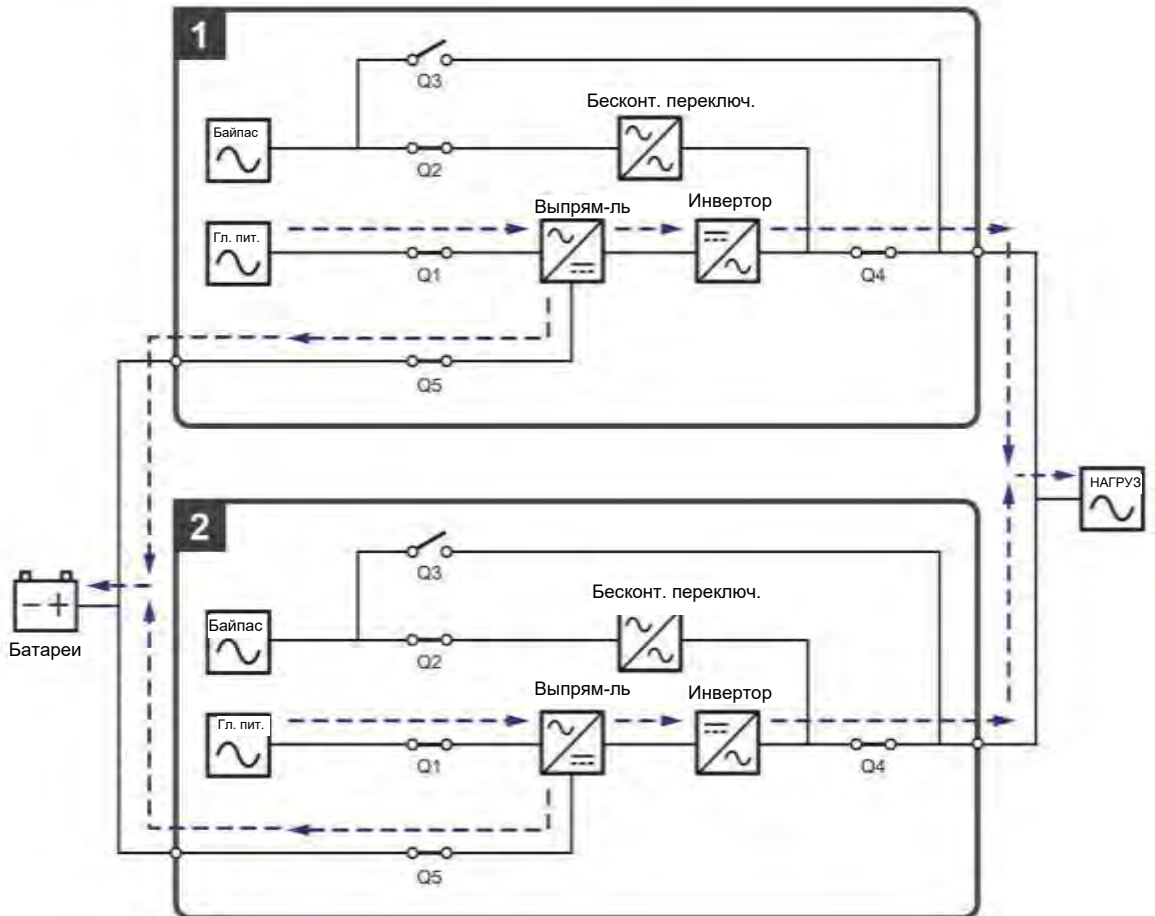 1
Q3
Бесконт. переключ.
Байпас
Q2
Выпрям-ль
Инвертор
Гл. пит.
Q1
Q4
Q5
НАГРУЗ
2
Q3
Бесконт. переключ.
Байпас
Q2
Батареи
Выпрям-ль
Инвертор
Гл. пит.
Q1
Q4
Q5